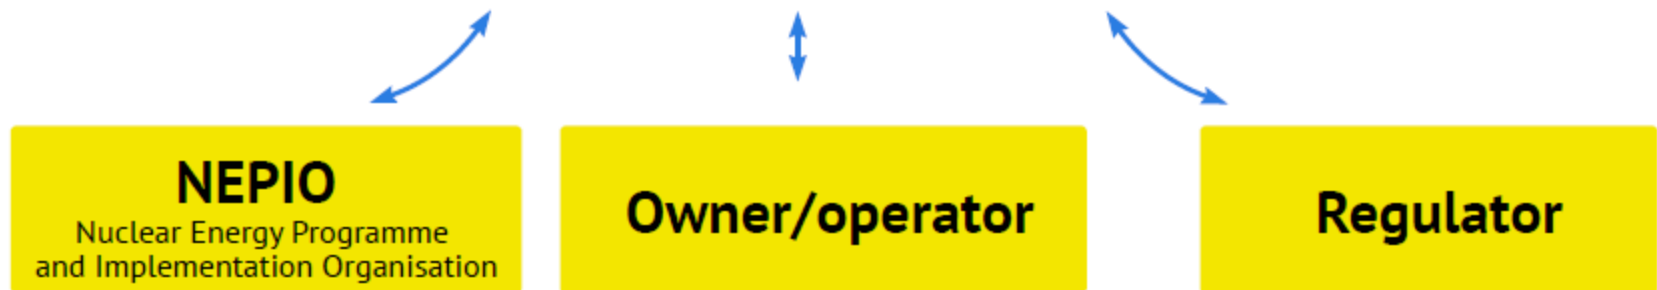 NEPIO
Nuclear Energy Programme
and Implementation Organisation
Owner/operator
Regulator